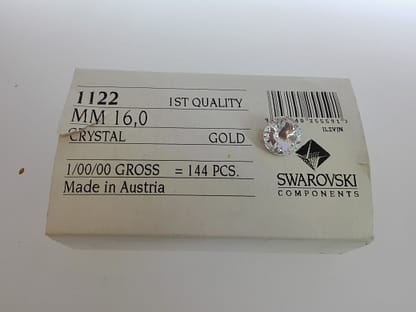 1122 1ST QUALITY
MM 16,0
CRYSTAL GOLD
1/00/00 GROSS = 144 PCS.
Made in Austria
SWAROVSKI
COMPONENTS